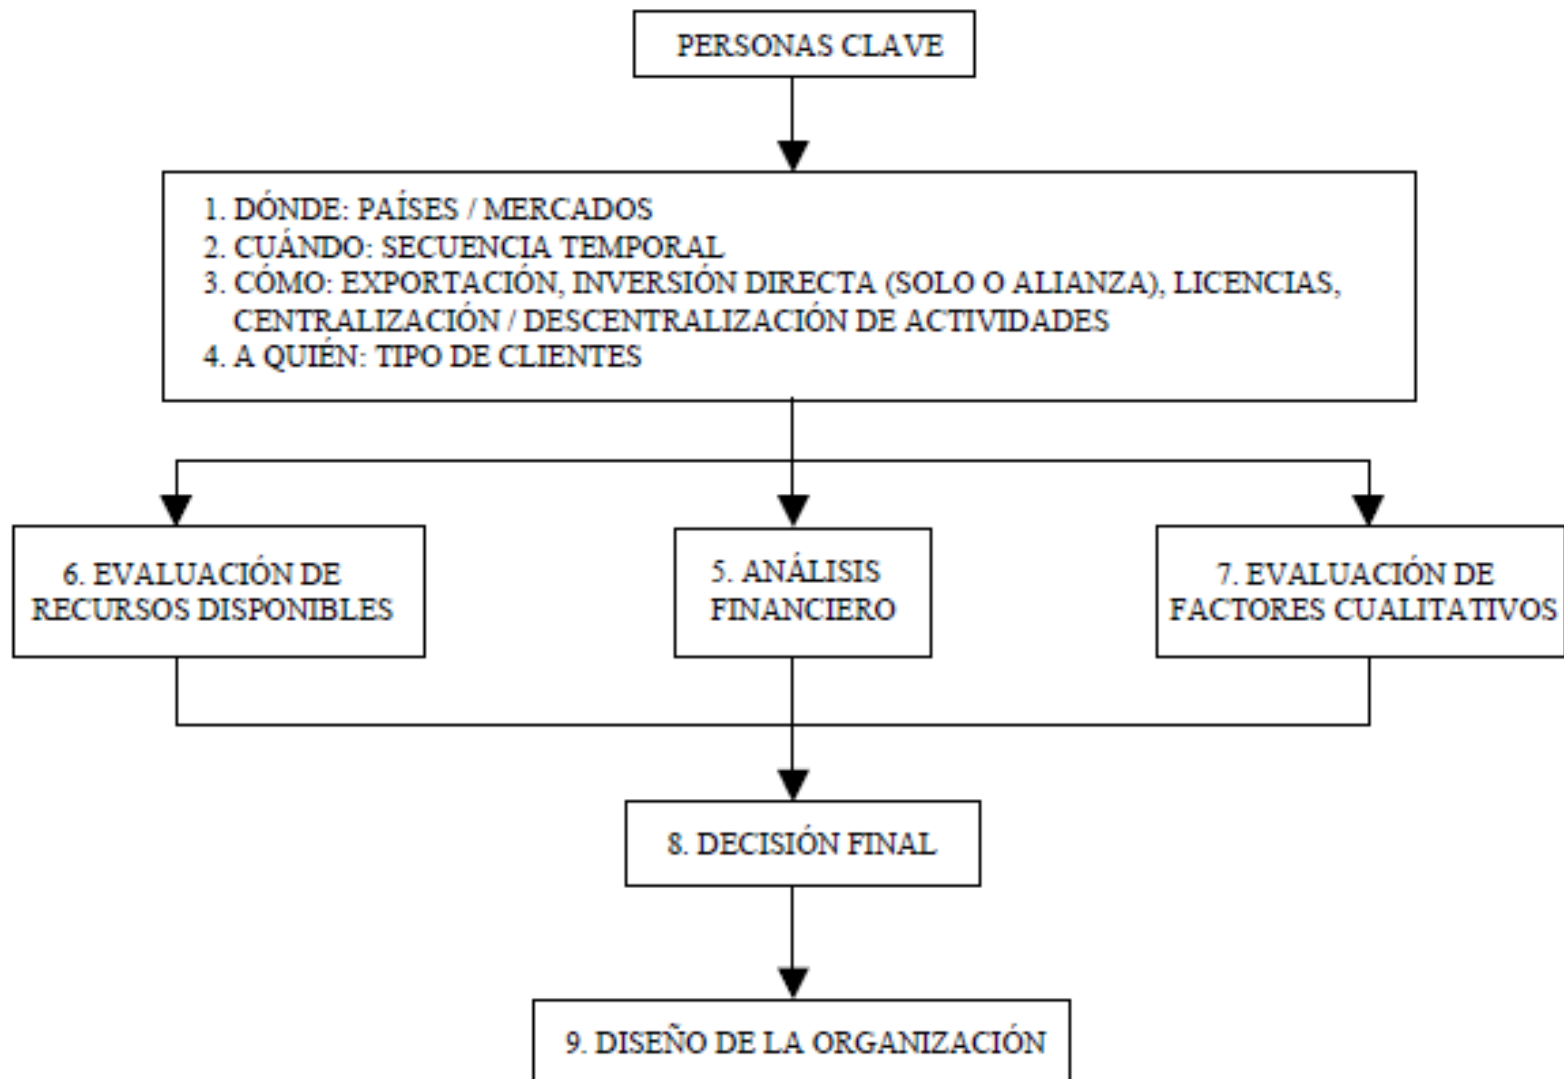 PERSONAS CLAVE
1. DÓNDE: PAÍSES / MERCADOS
2. CUÁNDO: SECUENCIA TEMPORAL
3. CÓMO: EXPORTACIÓN, INVERSIÓN DIRECTA (SOLO O ALIANZA), LICENCIAS,
CENTRALIZACIÓN / DESCENTRALIZACIÓN DE ACTIVIDADES
4. A QUIÉN: TIPO DE CLIENTES
6. EVALUACIÓN DE
RECURSOS DISPONIBLES
5. ANÁLISIS
FINANCIERO
7. EVALUACIÓN DE
FACTORES CUALITATIVOS
8. DECISIÓN FINAL
9. DISEÑO DE LA ORGANIZACIÓN